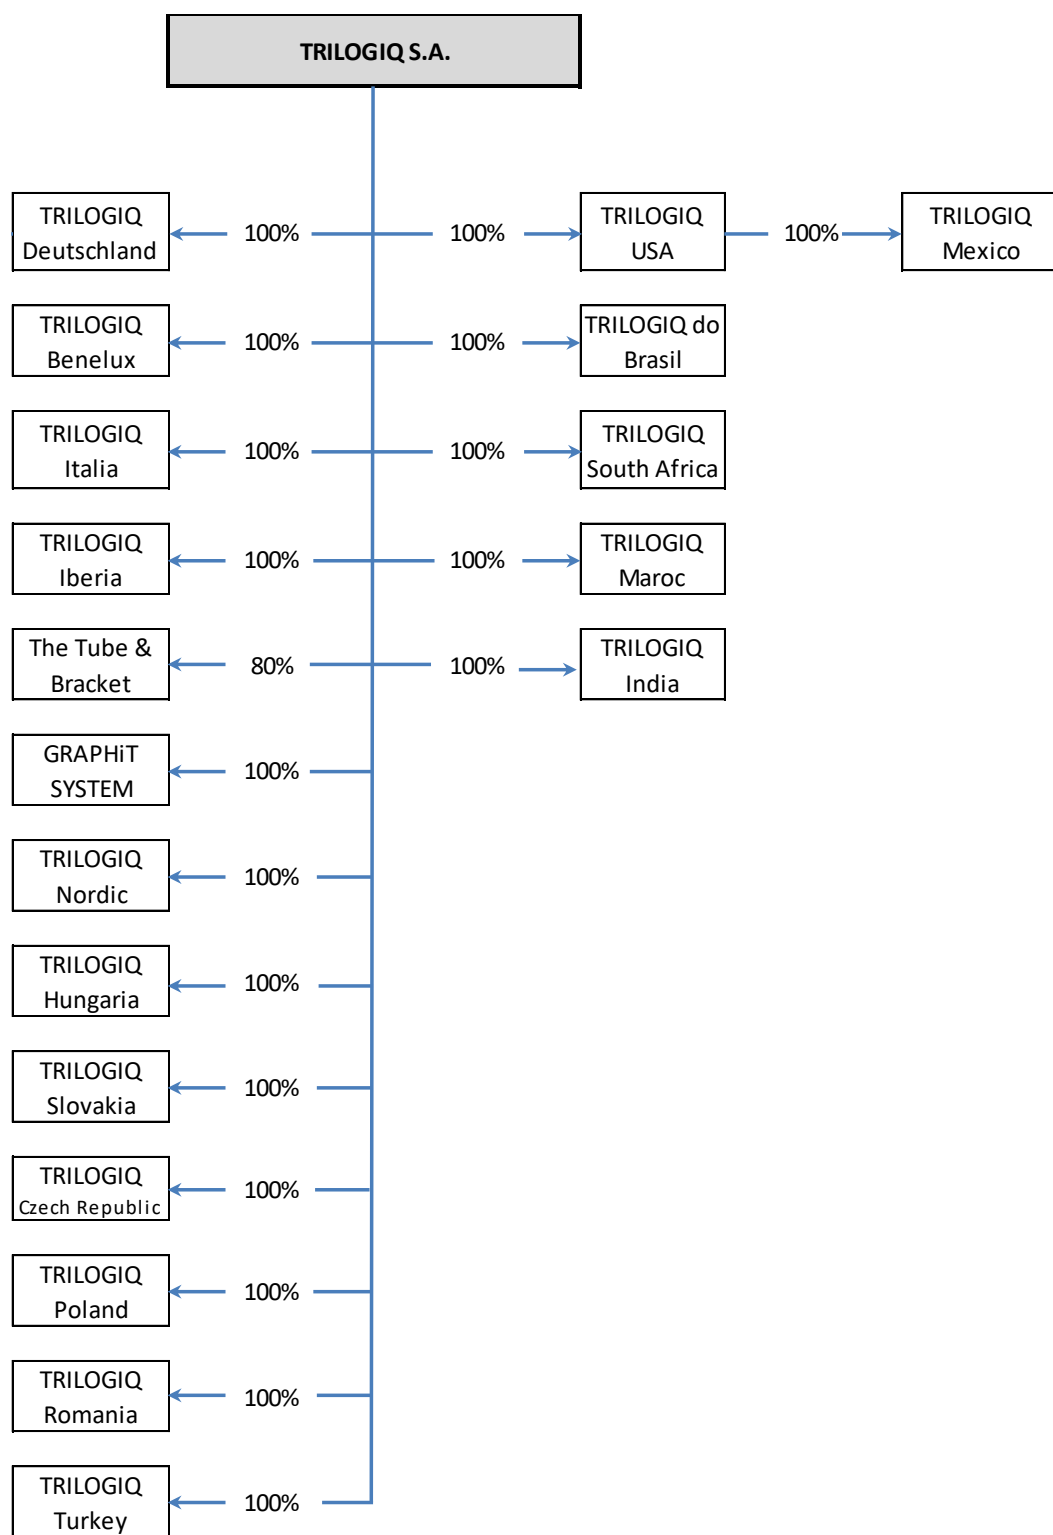 TRILOGIQ S.A.
TRILOGIQ
Deutschland
100%
100%
TRILOGIQ
USA
100%
TRILOGIQ
Mexico
TRILOGIQ
Benelux
100%
100%
TRILOGIQ do
Brasil
TRILOGIQ
Italia
100%
100%
TRILOGIQ
South Africa
TRILOGIQ
Iberia
100%
100%
TRILOGIQ
Maroc
The Tube &
Bracket
80%
100%
TRILOGIQ
India
GRAPHiT
SYSTEM
100%
TRILOGIQ
Nordic
100%
TRILOGIQ
Hungaria
100%
TRILOGIQ
Slovakia
100%
TRILOGIQ
Czech Republic
100%
TRILOGIQ
Poland
100%
TRILOGIQ
Romania
100%
TRILOGIQ
Turkey
100%